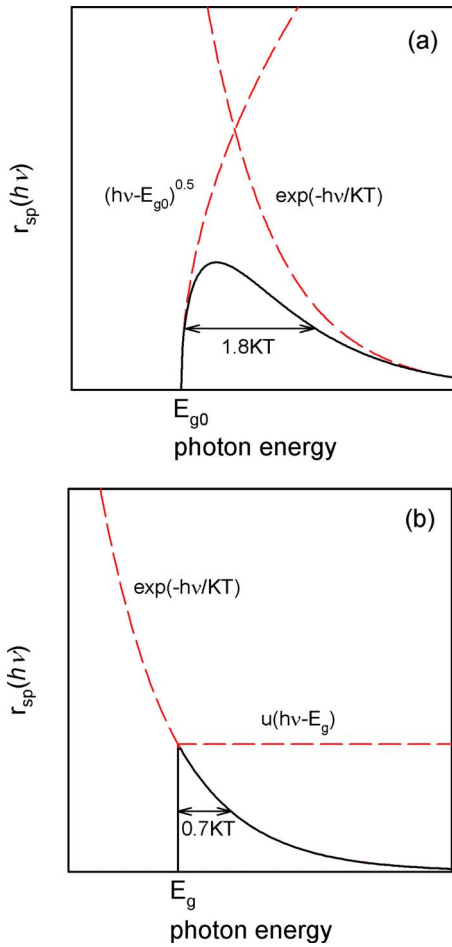 (a)
r_sp(hν)
(hν-E_g0)^0.5
exp(-hν/KT)
1.8KT
E_g0
photon energy
(b)
r_sp(hν)
exp(-hν/KT)
u(hν-E_g)
0.7KT
E_g
photon energy